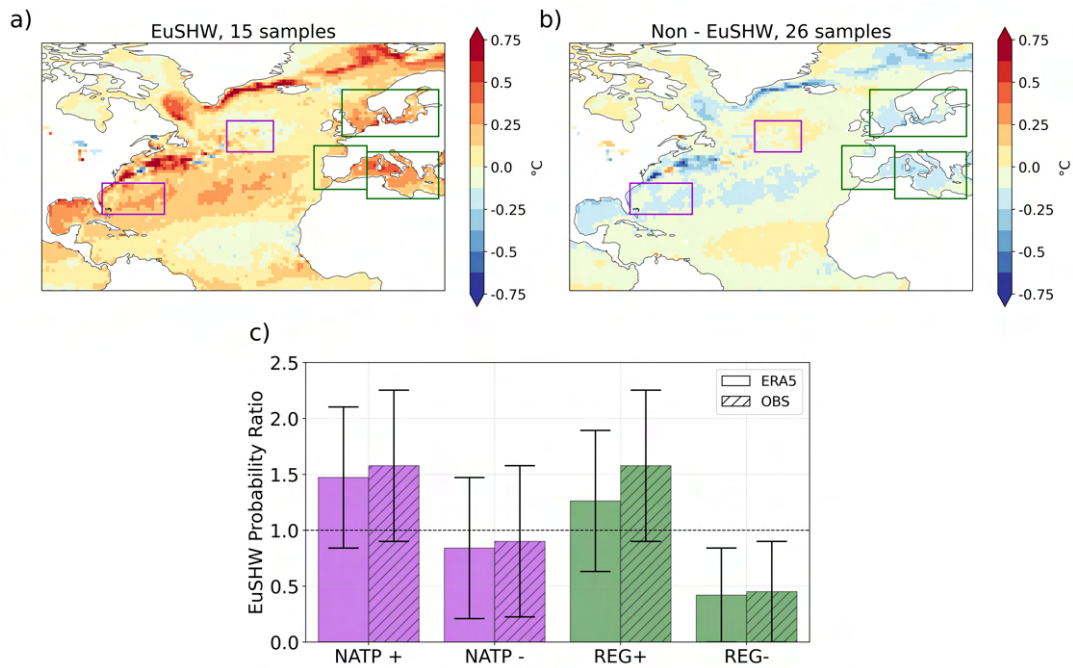 a)
EuSHW, 15 samples
0.75
0.5
0.25
0.0
-0.25
-0.5
-0.75
°C
b)
Non - EuSHW, 26 samples
0.75
0.5
0.25
0.0
-0.25
-0.5
-0.75
°C
c)
EuSHW Probability Ratio
2.5
2.0
1.5
1.0
0.5
0.0
ERA5
OBS
NATP +
NATP -
REG+
REG-